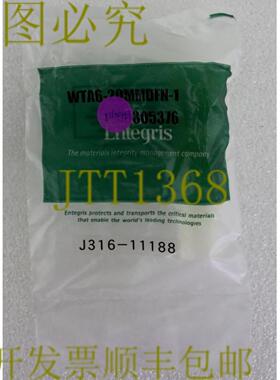 图必究
WTA6-20MMIDEN-1
805376
Entegris
The materials integrity management company
JTT1368
Entegris protects and transports the critical materials
that enable the world's leading technologies
J316-11188
开发票顺丰包邮